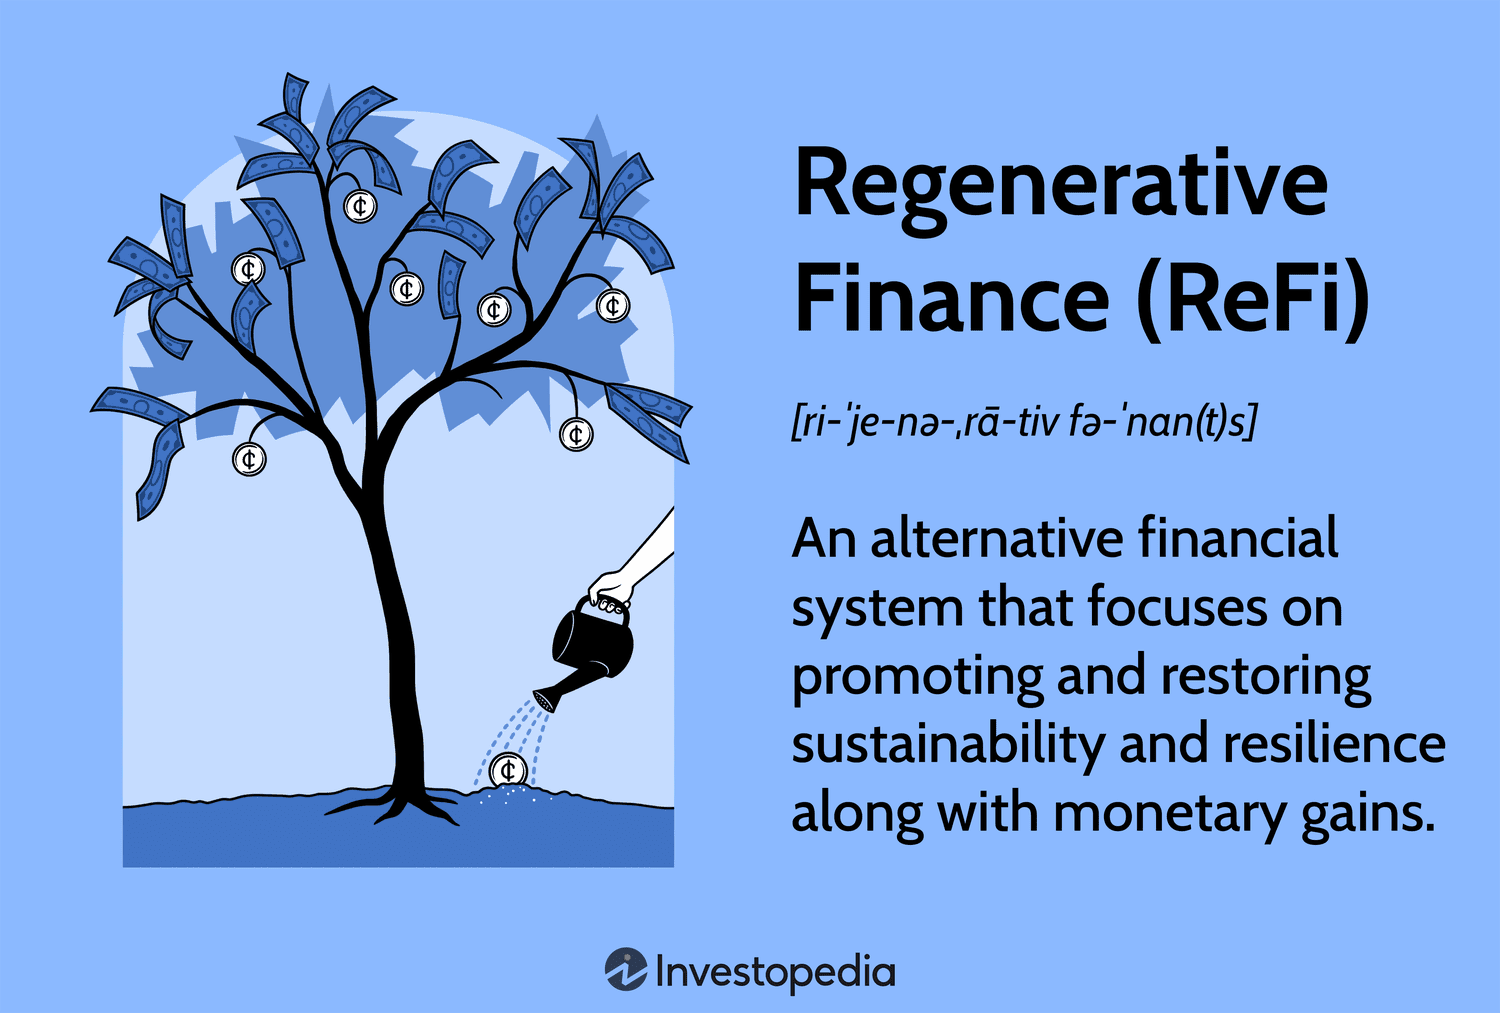 Regenerative
Finance (ReFi)
[ri-ˈje-nə-ˌrā-tiv fə-ˈnan(t)s]
An alternative financial
system that focuses on
promoting and restoring
sustainability and resilience
along with monetary gains.
Investopedia